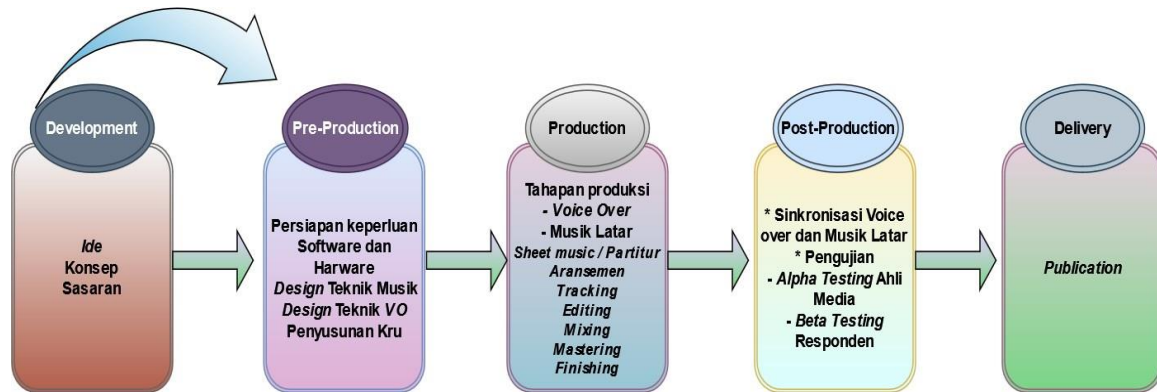 Development
Ide
Konsep
Sasaran
Pre-Production
Persiapan keperluan
Software dan
Harware
Design Teknik Musik
Design Teknik VO
Penyusunan Kru
Production
Tahapan produksi
- Voice Over
- Musik Latar
Sheet music / Partitur
Aransemen
Tracking
Editing
Mixing
Mastering
Finishing
Post-Production
* Sinkronisasi Voice
over dan Musik Latar
* Pengujian
- Alpha Testing Ahli
Media
- Beta Testing
Responden
Delivery
Publication